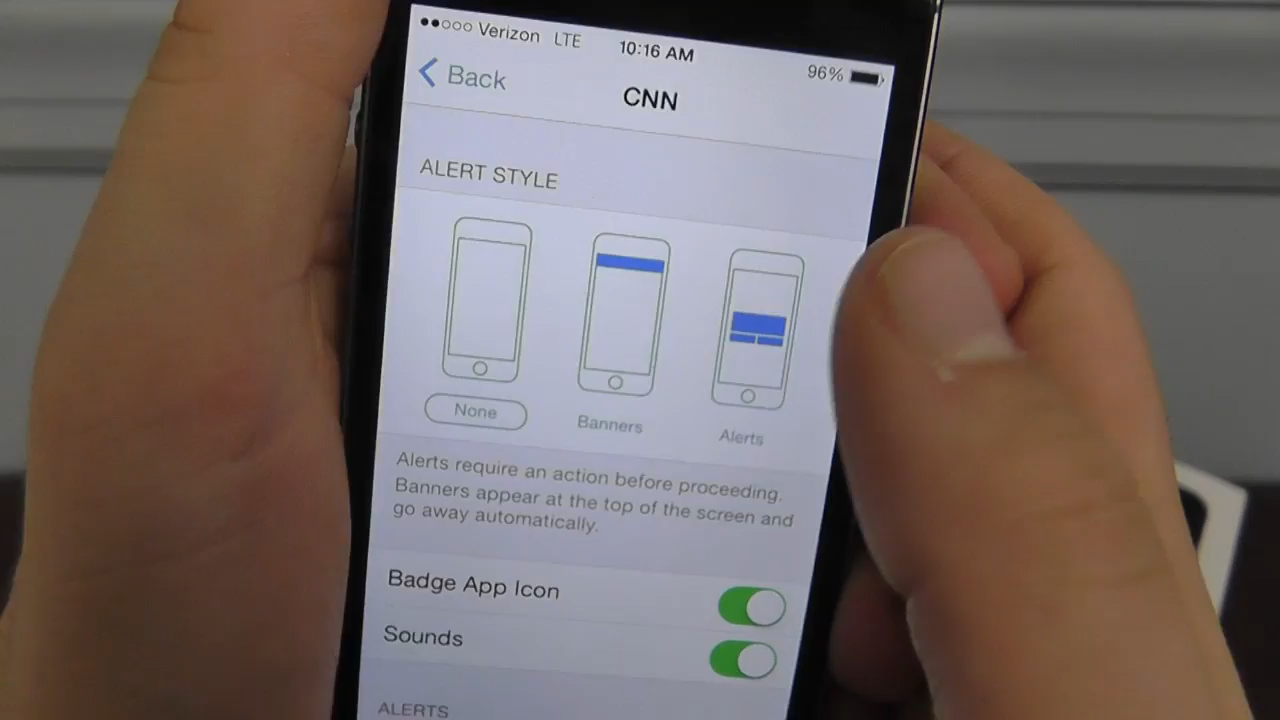 Verizon LTE 10:16 AM 96%
Back CNN
ALERT STYLE
None Banners Alerts
Alerts require an action before proceeding.
Banners appear at the top of the screen and
go away automatically.
Badge App Icon
Sounds
ALERTS